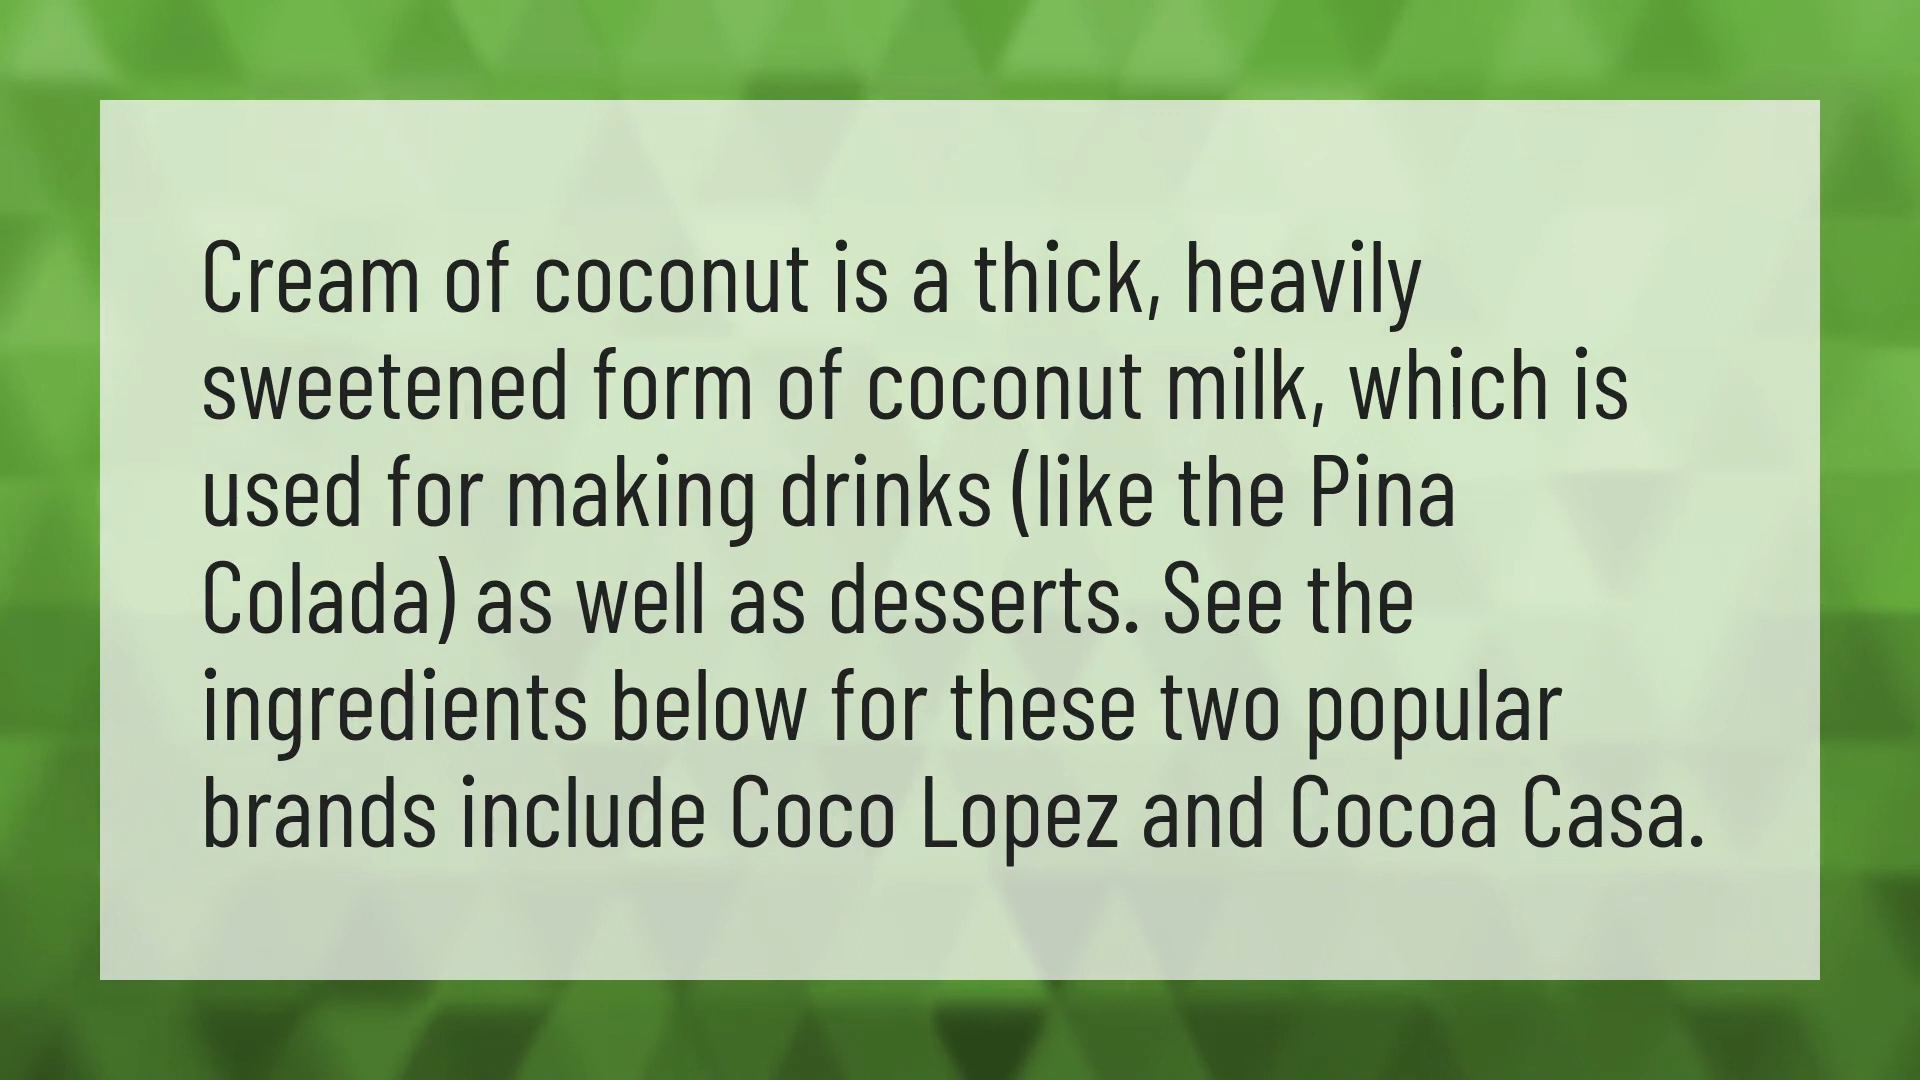 Cream of coconut is a thick, heavily
sweetened form of coconut milk, which is
used for making drinks (like the Pina
Colada) as well as desserts. See the
ingredients below for these two popular
brands include Coco Lopez and Cocoa Casa.